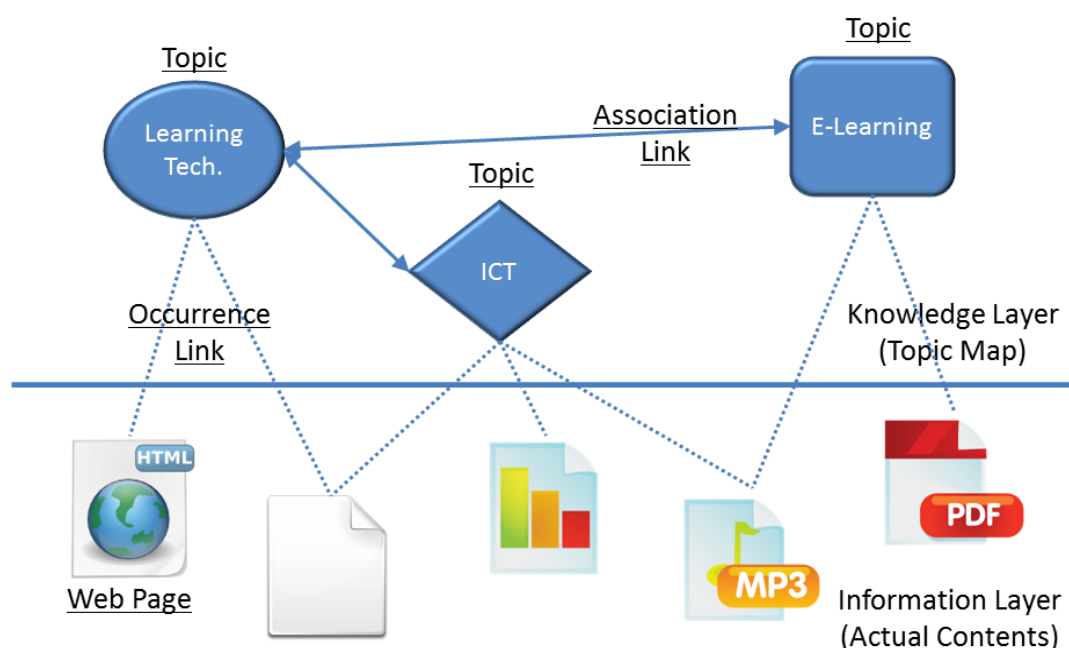 Topic
Topic
Learning
Tech.
Association
Link
E-Learning
Topic
ICT
Occurrence
Link
Knowledge Layer
(Topic Map)
HTML
Web Page
MP3
PDF
Information Layer
(Actual Contents)